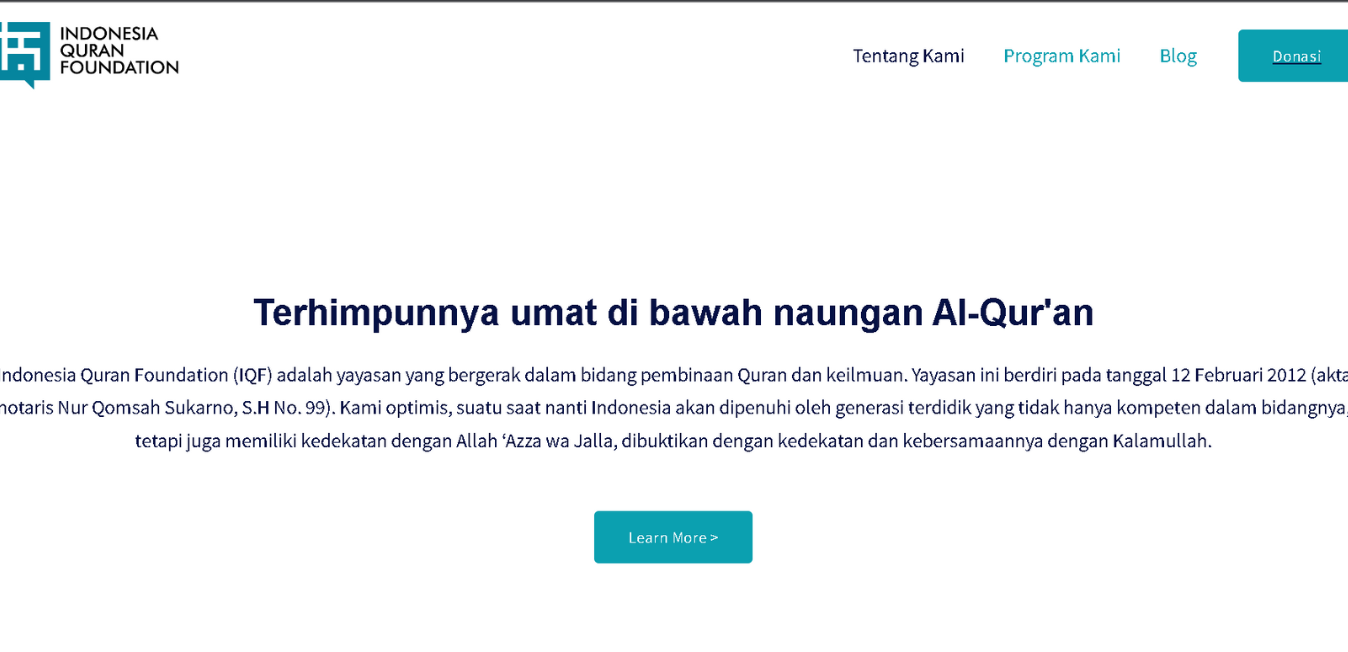 INDONESIA
QURAN
FOUNDATION
Tentang Kami Program Kami Blog Donasi
Terhimpunnya umat di bawah naungan Al-Qur'an
Indonesia Quran Foundation (IQF) adalah yayasan yang bergerak dalam bidang pembinaan Quran dan keilmuan. Yayasan ini berdiri pada tanggal 12 Februari 2012 (akta
notaris Nur Qomsah Sukarno, S.H No. 99). Kami optimis, suatu saat nanti Indonesia akan dipenuhi oleh generasi terdidik yang tidak hanya kompeten dalam bidangnya,
tetapi juga memiliki kedekatan dengan Allah ‘Azza wa Jalla, dibuktikan dengan kedekatan dan kebersamaannya dengan Kalamullah.
Learn More >